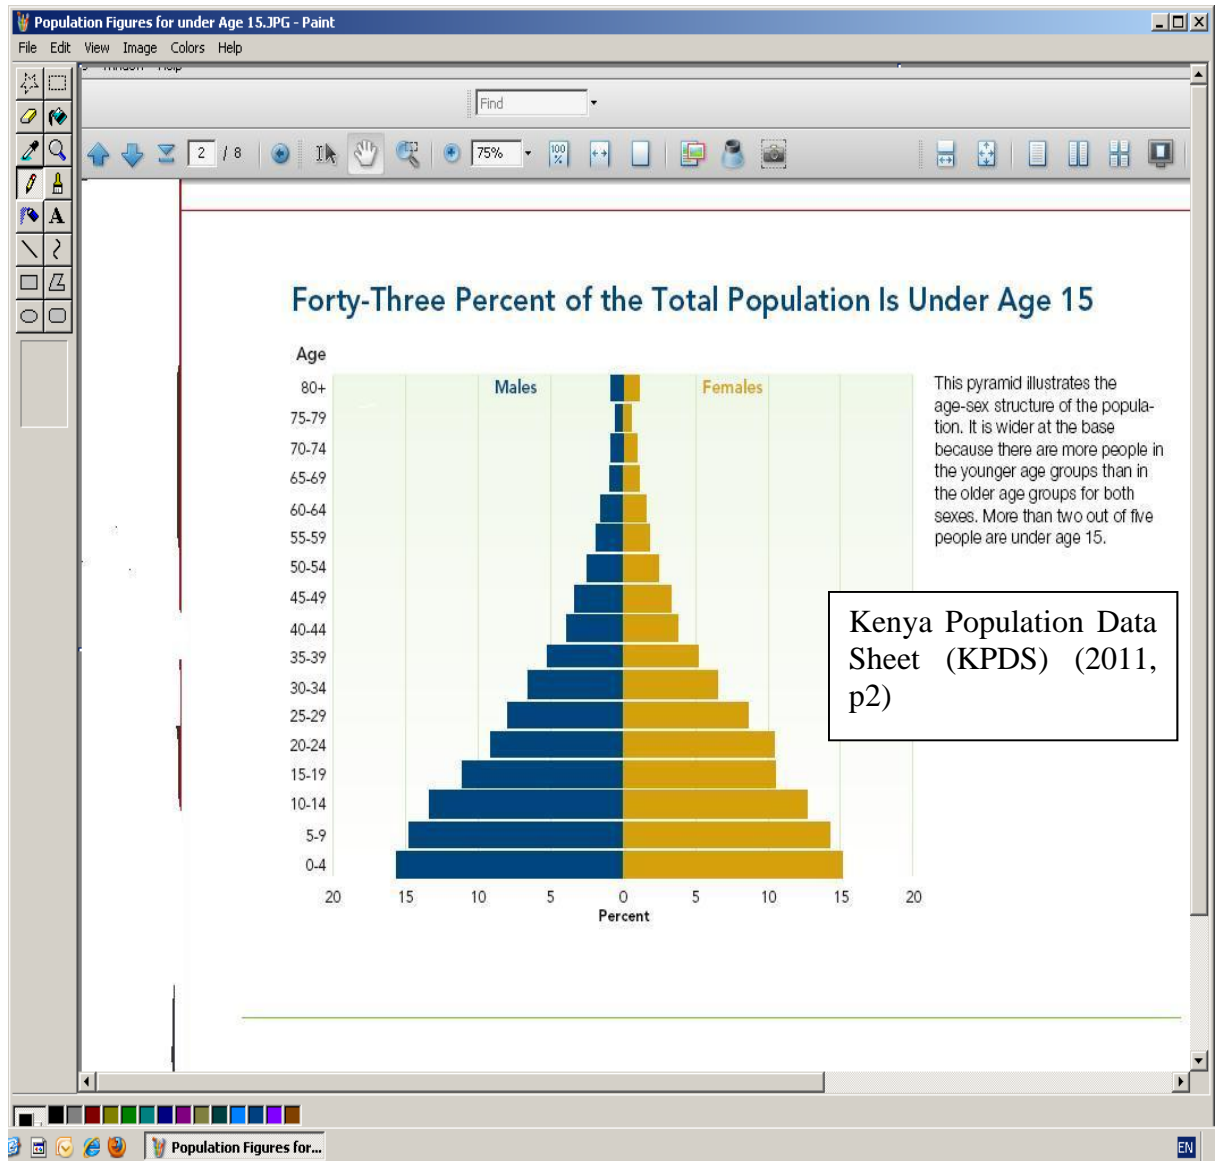 Population Figures for under Age 15.JPG - Paint
File Edit View Image Colors Help
Find
2 / 8
75%
100%
A
Forty-Three Percent of the Total Population Is Under Age 15
Age
Males Females
80+
75-79
70-74
65-69
60-64
55-59
50-54
45-49
40-44
35-39
30-34
25-29
20-24
15-19
10-14
5-9
0-4
20 15 10 5 0 5 10 15 20
Percent
This pyramid illustrates the
age-sex structure of the popula-
tion. It is wider at the base
because there are more people in
the younger age groups than in
the older age groups for both
sexes. More than two out of five
people are under age 15.
Kenya Population Data
Sheet (KPDS) (2011,
p2)
Population Figures for...
EN